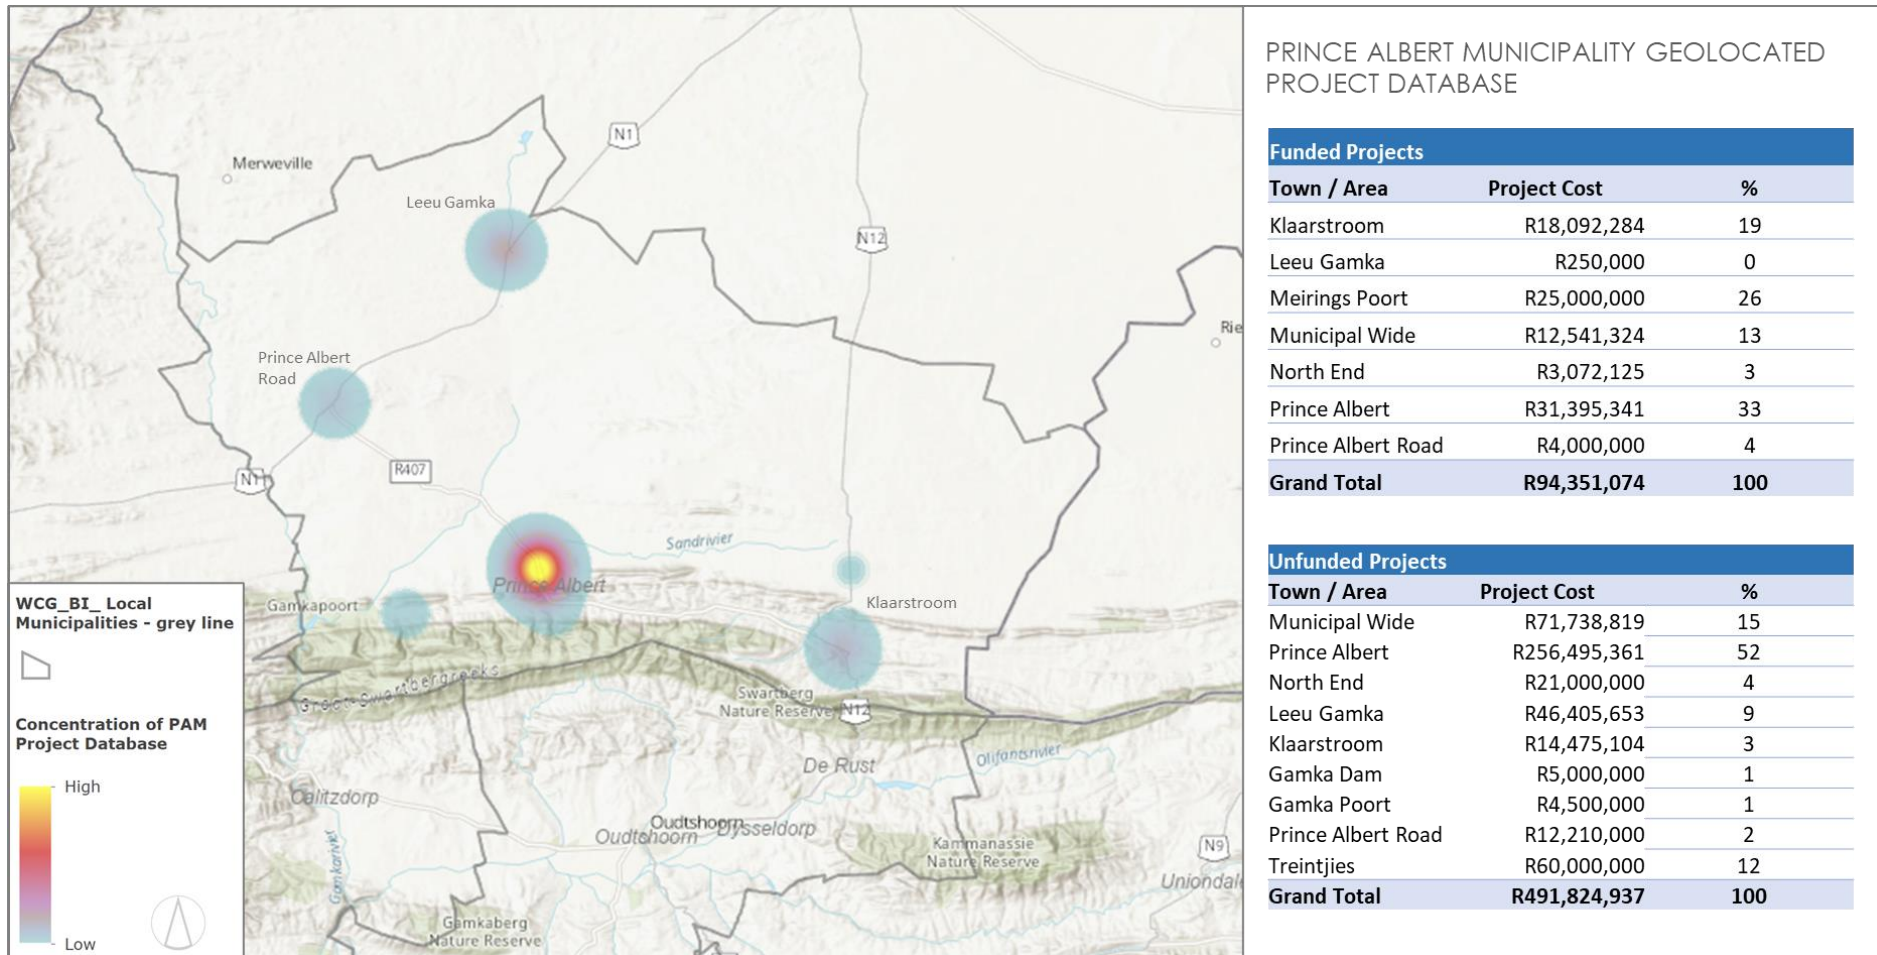 Merweville
N1
Leeu Gamka
N12
Rie
Prince Albert
Road
R407
N1
Sandrivier
Prince Albert
Gamkapoort
Klaarstroom
Groot-Swartbergreeks
Swartberg
Nature Reserve
N12
De Rust
Olifantsrivier
Calitzdorp
Oudtshoorn
Oudtshoorn
Dysseldorp
Kammanassie
Nature Reserve
N9
Uniondal
Gamkarivier
Gamkaberg
Nature Reserve
WCG_BI_ Local
Municipalities - grey line
Concentration of PAM
Project Database
High
Low
PRINCE ALBERT MUNICIPALITY GEOLOCATED
PROJECT DATABASE
Funded Projects
Town / Area Project Cost %
Klaarstroom R18,092,284 19
Leeu Gamka R250,000 0
Meirings Poort R25,000,000 26
Municipal Wide R12,541,324 13
North End R3,072,125 3
Prince Albert R31,395,341 33
Prince Albert Road R4,000,000 4
Grand Total R94,351,074 100
Unfunded Projects
Town / Area Project Cost %
Municipal Wide R71,738,819 15
Prince Albert R256,495,361 52
North End R21,000,000 4
Leeu Gamka R46,405,653 9
Klaarstroom R14,475,104 3
Gamka Dam R5,000,000 1
Gamka Poort R4,500,000 1
Prince Albert Road R12,210,000 2
Treintjies R60,000,000 12
Grand Total R491,824,937 100